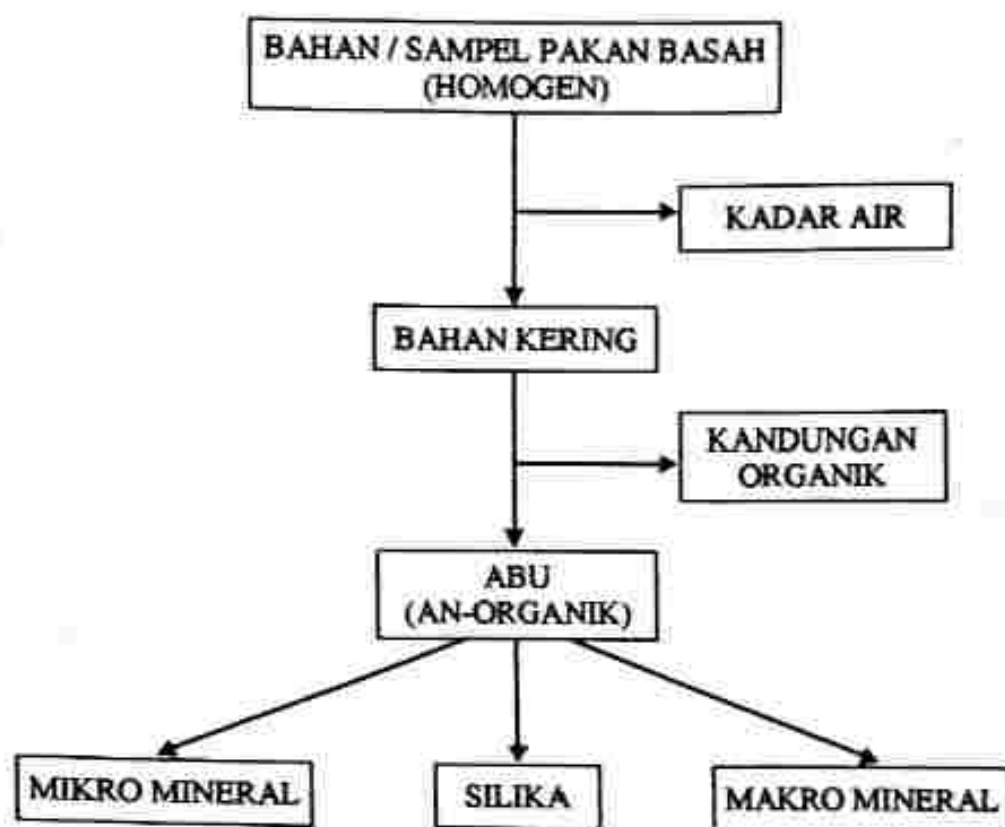 BAHAN / SAMPEL PAKAN BASAH
(HOMOGEN)
KADAR AIR
BAHAN KERING
KANDUNGAN
ORGANIK
ABU
(AN-ORGANIK)
MIKRO MINERAL
SILIKA
MAKRO MINERAL